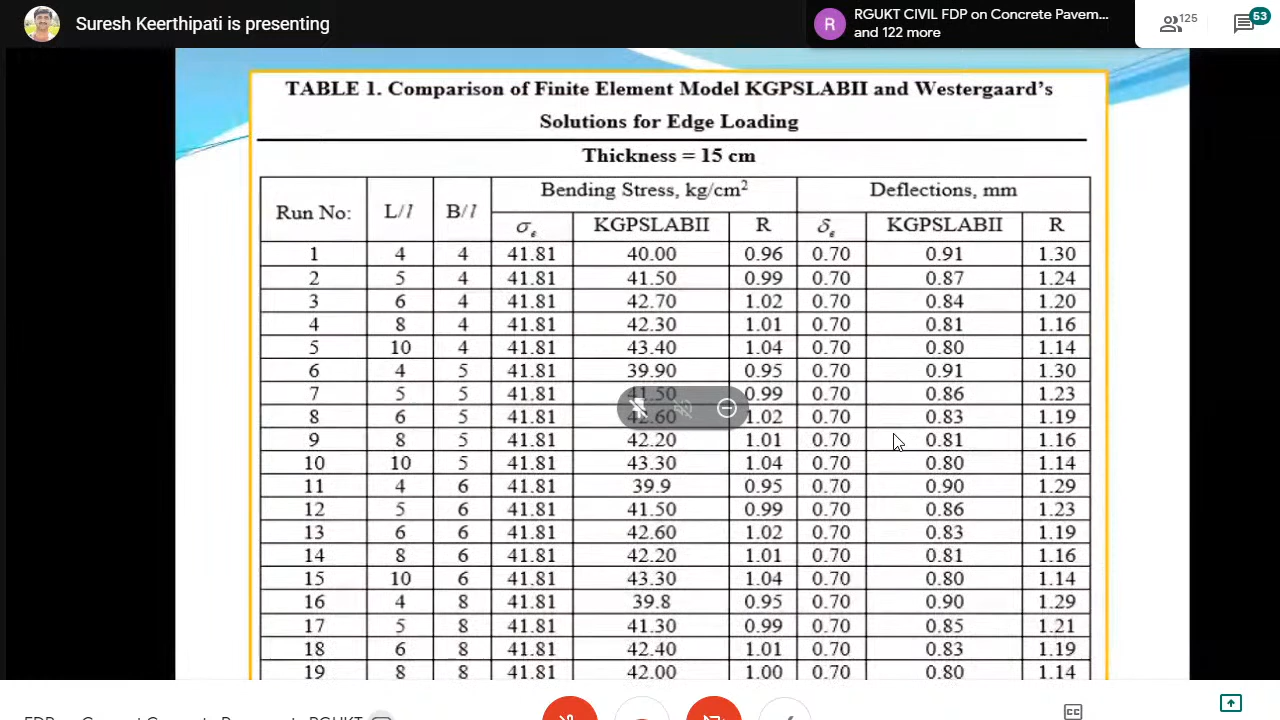 Suresh Keerthipati is presenting
R
RGUKT CIVIL FDP on Concrete Pavem...
and 122 more
125
53
TABLE 1. Comparison of Finite Element Model KGPSLABII and Westergaard's
Solutions for Edge Loading
Thickness = 15 cm
Run No: L/l B/l Bending Stress, kg/cm² Deflections, mm
σₑ KGPSLABII R δₑ KGPSLABII R
1 4 4 41.81 40.00 0.96 0.70 0.91 1.30
2 5 4 41.81 41.50 0.99 0.70 0.87 1.24
3 6 4 41.81 42.70 1.02 0.70 0.84 1.20
4 8 4 41.81 42.30 1.01 0.70 0.81 1.16
5 10 4 41.81 43.40 1.04 0.70 0.80 1.14
6 4 5 41.81 39.90 0.95 0.70 0.91 1.30
7 5 5 41.81 41.50 0.99 0.70 0.86 1.23
8 6 5 41.81 42.60 1.02 0.70 0.83 1.19
9 8 5 41.81 42.20 1.01 0.70 0.81 1.16
10 10 5 41.81 43.30 1.04 0.70 0.80 1.14
11 4 6 41.81 39.9 0.95 0.70 0.90 1.29
12 5 6 41.81 41.50 0.99 0.70 0.86 1.23
13 6 6 41.81 42.60 1.02 0.70 0.83 1.19
14 8 6 41.81 42.20 1.01 0.70 0.81 1.16
15 10 6 41.81 43.30 1.04 0.70 0.80 1.14
16 4 8 41.81 39.8 0.95 0.70 0.90 1.29
17 5 8 41.81 41.30 0.99 0.70 0.85 1.21
18 6 8 41.81 42.40 1.01 0.70 0.83 1.19
19 8 8 41.81 42.00 1.00 0.70 0.80 1.14
CC